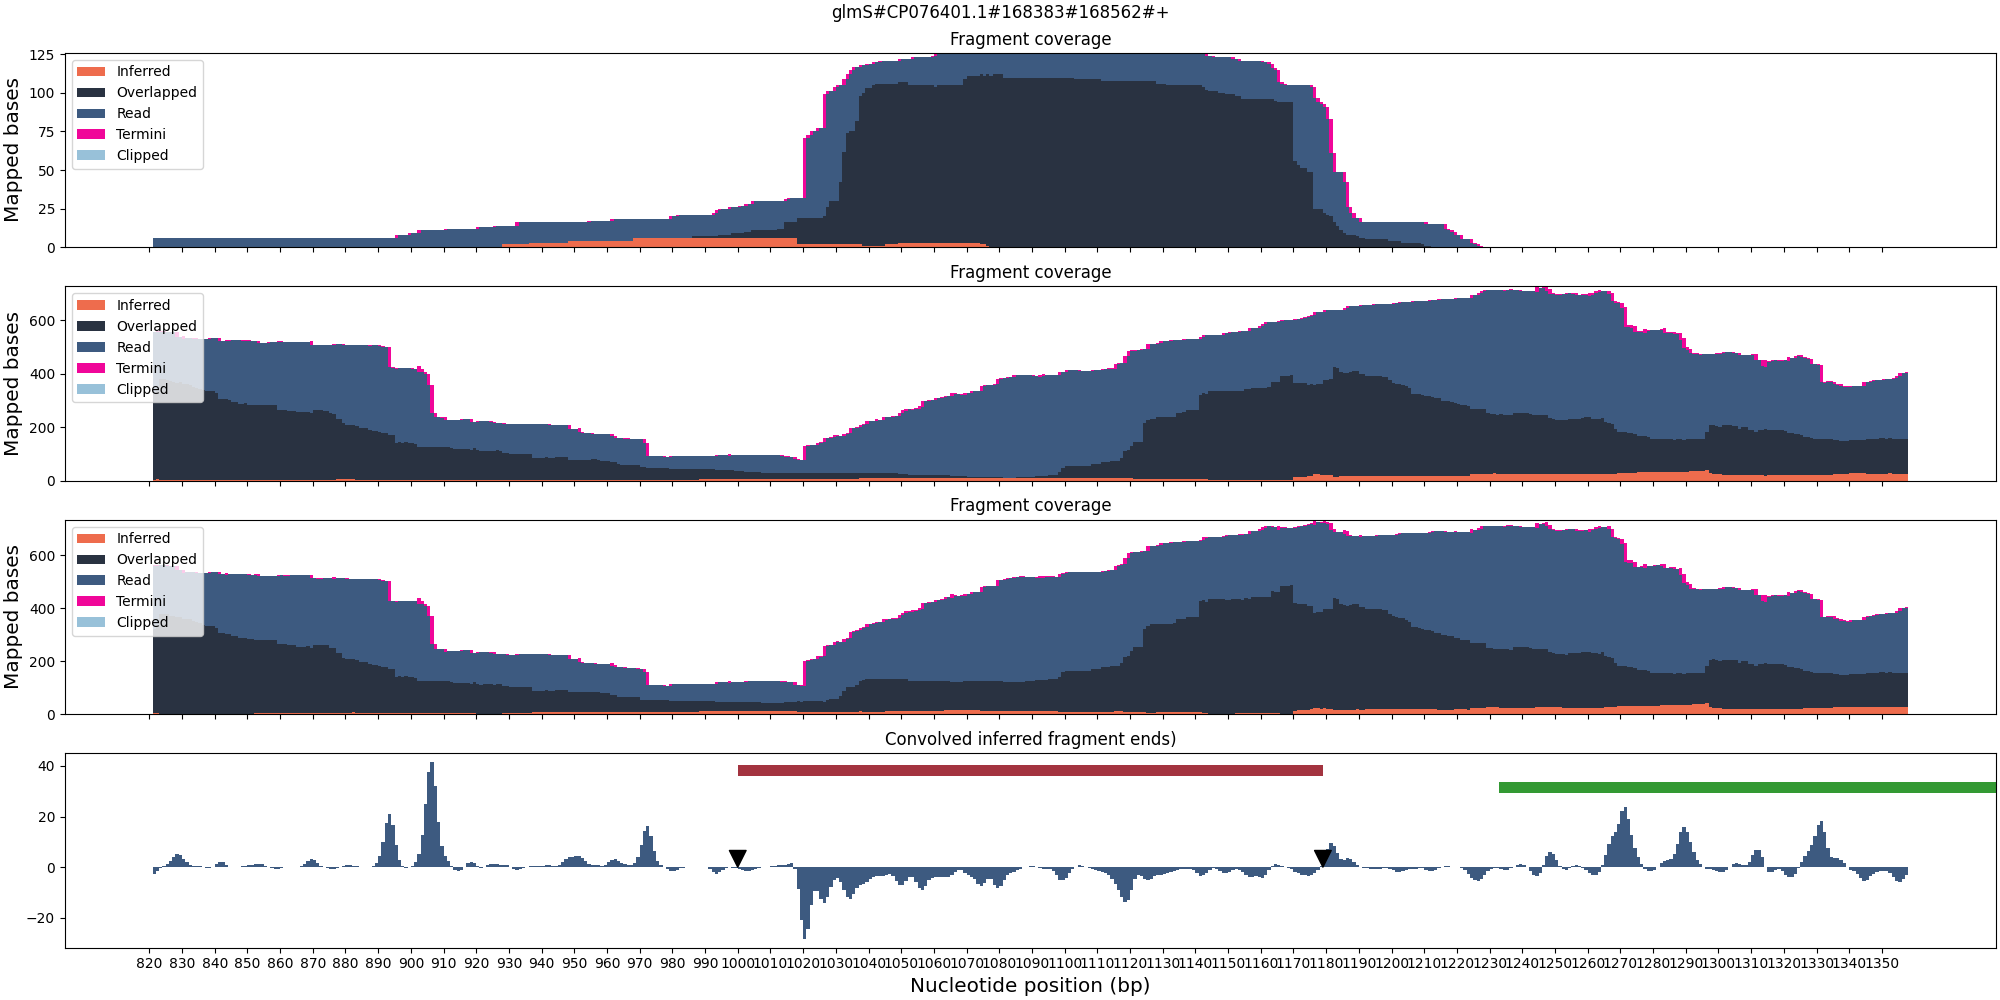 glmS#CP076401.1#168383#168562#+
Fragment coverage
Mapped bases
125
100
75
50
25
0
Inferred
Overlapped
Read
Termini
Clipped
Fragment coverage
Mapped bases
600
400
200
0
Inferred
Overlapped
Read
Termini
Clipped
Fragment coverage
Mapped bases
600
400
200
0
Inferred
Overlapped
Read
Termini
Clipped
Convolved inferred fragment ends)
40
20
0
−20
820 830 840 850 860 870 880 890 900 910 920 930 940 950 960 970 980 990 1000 1010 1020 1030 1040 1050 1060 1070 1080 1090 1100 1110 1120 1130 1140 1150 1160 1170 1180 1190 1200 1210 1220 1230 1240 1250 1260 1270 1280 1290 1300 1310 1320 1330 1340 1350
Nucleotide position (bp)